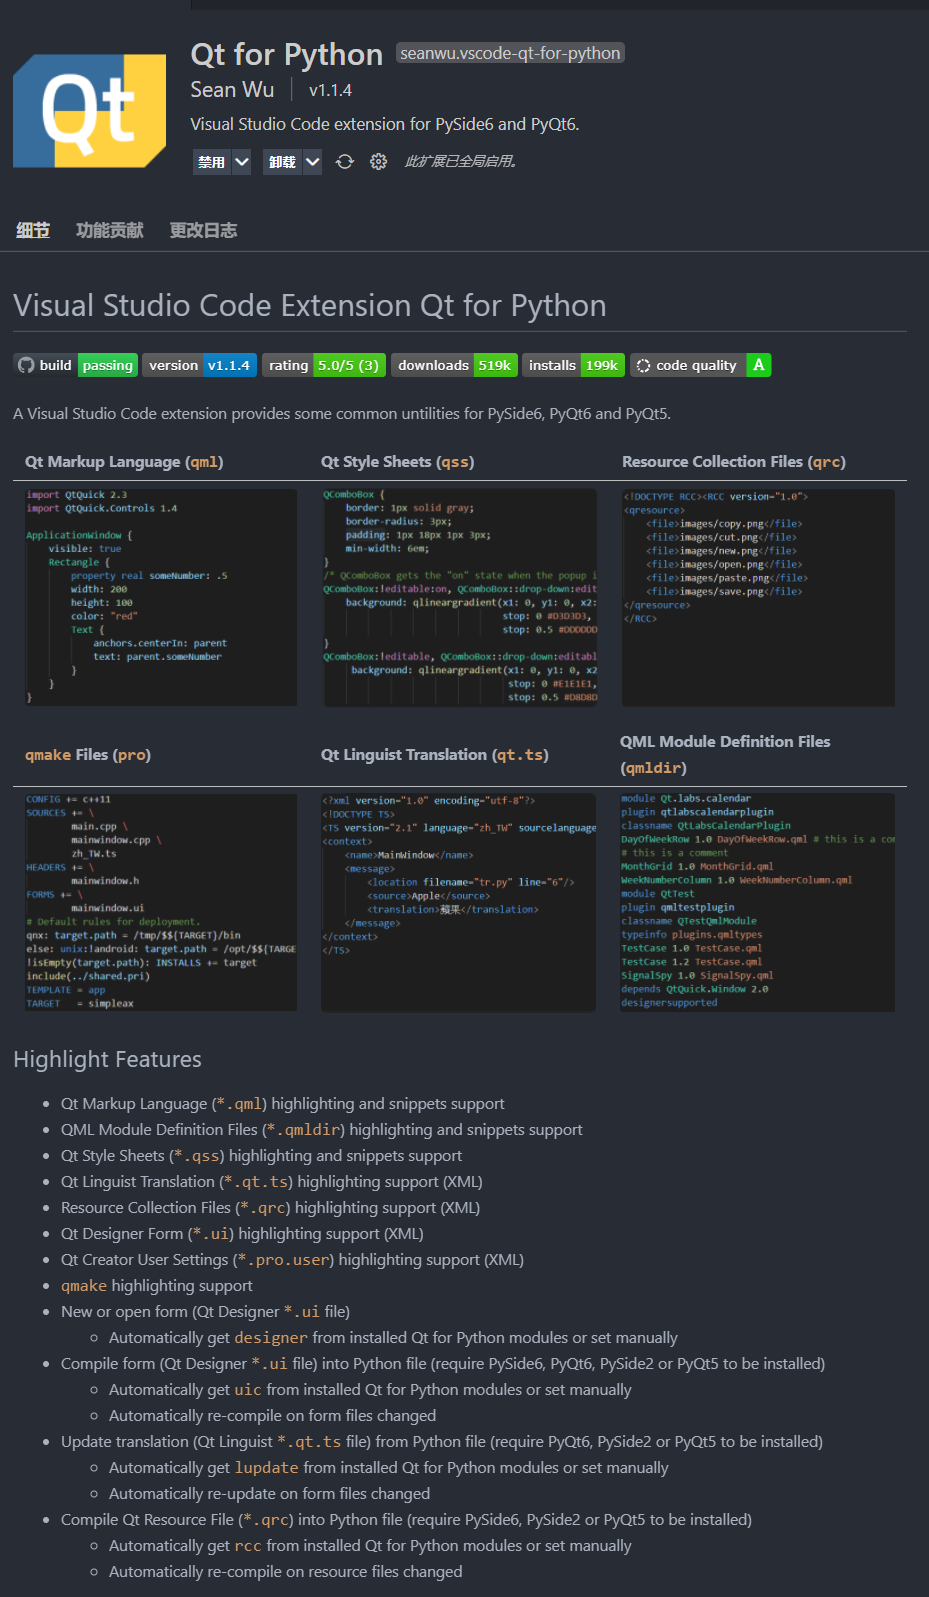 Qt for Python seanwu.vscode-qt-for-python
Sean Wu v1.1.4
Visual Studio Code extension for PySide6 and PyQt6.
禁用 卸载 此扩展已全局启用。
Qt
细节 功能贡献 更改日志
Visual Studio Code Extension Qt for Python
build passing version v1.1.4 rating 5.0/5 (3) downloads 519k installs 199k code quality A
A Visual Studio Code extension provides some common untilities for PySide6, PyQt6 and PyQt5.
Qt Markup Language (qml)
import QtQuick 2.3
import QtQuick.Controls 1.4
ApplicationWindow {
visible: true
Rectangle {
property real someNumber: .5
width: 200
height: 100
color: "red"
Text {
anchors.centerIn: parent
text: parent.someNumber
}
}
}
Qt Style Sheets (qss)
QComboBox {
border: 1px solid gray;
border-radius: 3px;
padding: 1px 18px 1px 3px;
min-width: 6em;
}
/* QComboBox gets the "on" state when the popup i
QComboBox:!editable:on, QComboBox::drop-down:edit
background: qlineargradient(x1: 0, y1: 0, x2:
stop: 0 #D3D3D3,
stop: 0.5 #DDDDDD
}
QComboBox:!editable, QComboBox::drop-down:editabl
background: qlineargradient(x1: 0, y1: 0, x2
stop: 0 #E1E1E1,
stop: 0.5 #D8D8D
Resource Collection Files (qrc)
<!DOCTYPE RCC><RCC version="1.0">
<qresource>
<file>images/copy.png</file>
<file>images/cut.png</file>
<file>images/new.png</file>
<file>images/open.png</file>
<file>images/paste.png</file>
<file>images/save.png</file>
</qresource>
</RCC>
qmake Files (pro)
CONFIG += c++11
SOURCES += \
main.cpp \
mainwindow.cpp \
zh_TW.ts
HEADERS += \
mainwindow.h
FORMS += \
mainwindow.ui
# Default rules for deployment.
qnx: target.path = /tmp/$${TARGET}/bin
else: unix:!android: target.path = /opt/$${TARGE
!isEmpty(target.path): INSTALLS += target
include(../shared.pri)
TEMPLATE = app
TARGET = simpleax
Qt Linguist Translation (qt.ts)
<?xml version="1.0" encoding="utf-8"?>
<!DOCTYPE TS>
<TS version="2.1" language="zh_TW" sourcelanguage
<context>
<name>MainWindow</name>
<message>
<location filename="tr.py" line="6"/>
<source>Apple</source>
<translation>蘋果</translation>
</message>
</context>
</TS>
QML Module Definition Files
(qmldir)
module Qt.labs.calendar
plugin qtlabscalendarplugin
classname QtLabsCalendarPlugin
DayOfWeekRow 1.0 DayOfWeekRow.qml # this is a co
# this is a comment
MonthGrid 1.0 MonthGrid.qml
WeekNumberColumn 1.0 WeekNumberColumn.qml
module QtTest
plugin qmltestplugin
classname QTestQmlModule
typeinfo plugins.qmltypes
TestCase 1.0 TestCase.qml
TestCase 1.2 TestCase.qml
SignalSpy 1.0 SignalSpy.qml
depends QtQuick.Window 2.0
designersupported
Highlight Features
• Qt Markup Language (*.qml) highlighting and snippets support
• QML Module Definition Files (*.qmldir) highlighting and snippets support
• Qt Style Sheets (*.qss) highlighting and snippets support
• Qt Linguist Translation (*.qt.ts) highlighting support (XML)
• Resource Collection Files (*.qrc) highlighting support (XML)
• Qt Designer Form (*.ui) highlighting support (XML)
• Qt Creator User Settings (*.pro.user) highlighting support (XML)
• qmake highlighting support
• New or open form (Qt Designer *.ui file)
◦ Automatically get designer from installed Qt for Python modules or set manually
• Compile form (Qt Designer *.ui file) into Python file (require PySide6, PyQt6, PySide2 or PyQt5 to be installed)
◦ Automatically get uic from installed Qt for Python modules or set manually
◦ Automatically re-compile on form files changed
• Update translation (Qt Linguist *.qt.ts file) from Python file (require PyQt6, PySide2 or PyQt5 to be installed)
◦ Automatically get lupdate from installed Qt for Python modules or set manually
◦ Automatically re-update on form files changed
• Compile Qt Resource File (*.qrc) into Python file (require PySide6, PySide2 or PyQt5 to be installed)
◦ Automatically get rcc from installed Qt for Python modules or set manually
◦ Automatically re-compile on resource files changed